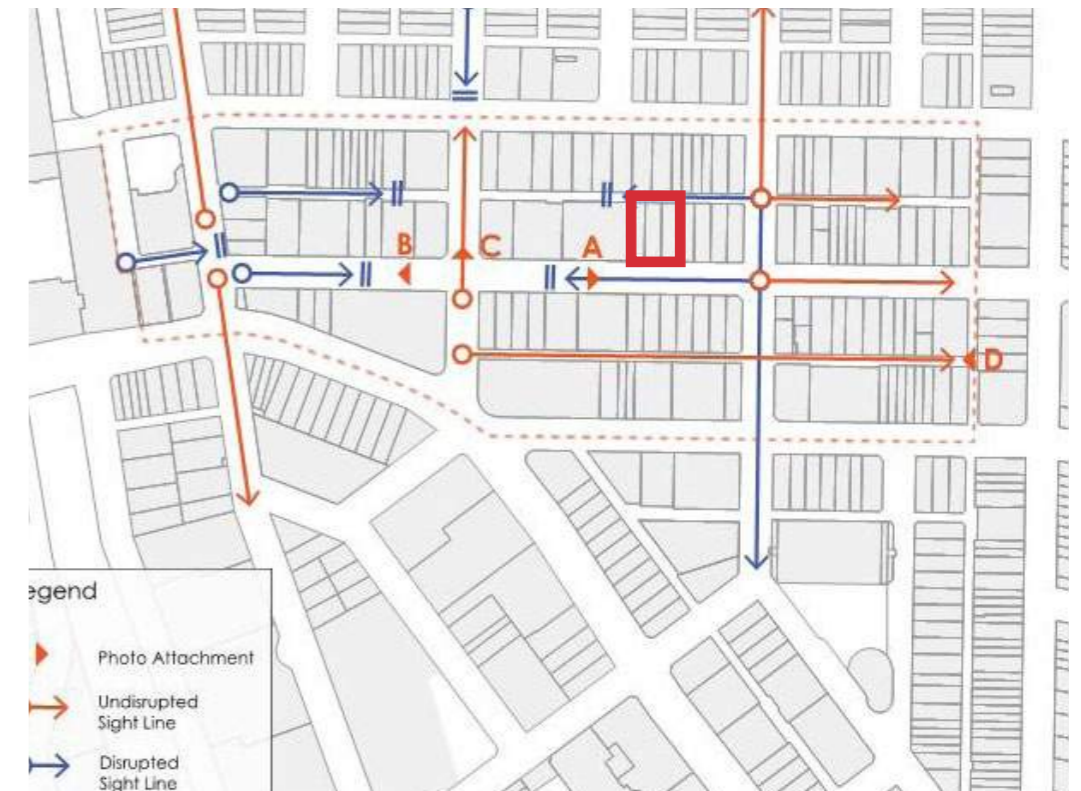 B
C
A
D
egend
Photo Attachment
Undisrupted
Sight Line
Disrupted
Sight Line